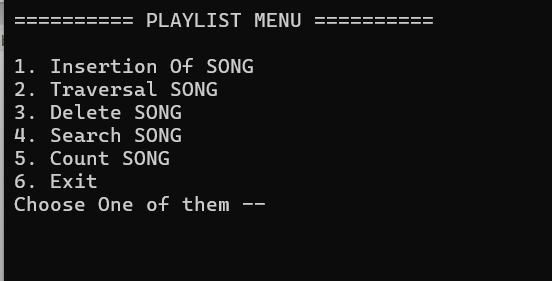 ========== PLAYLIST MENU ==========
1. Insertion Of SONG
2. Traversal SONG
3. Delete SONG
4. Search SONG
5. Count SONG
6. Exit
Choose One of them --